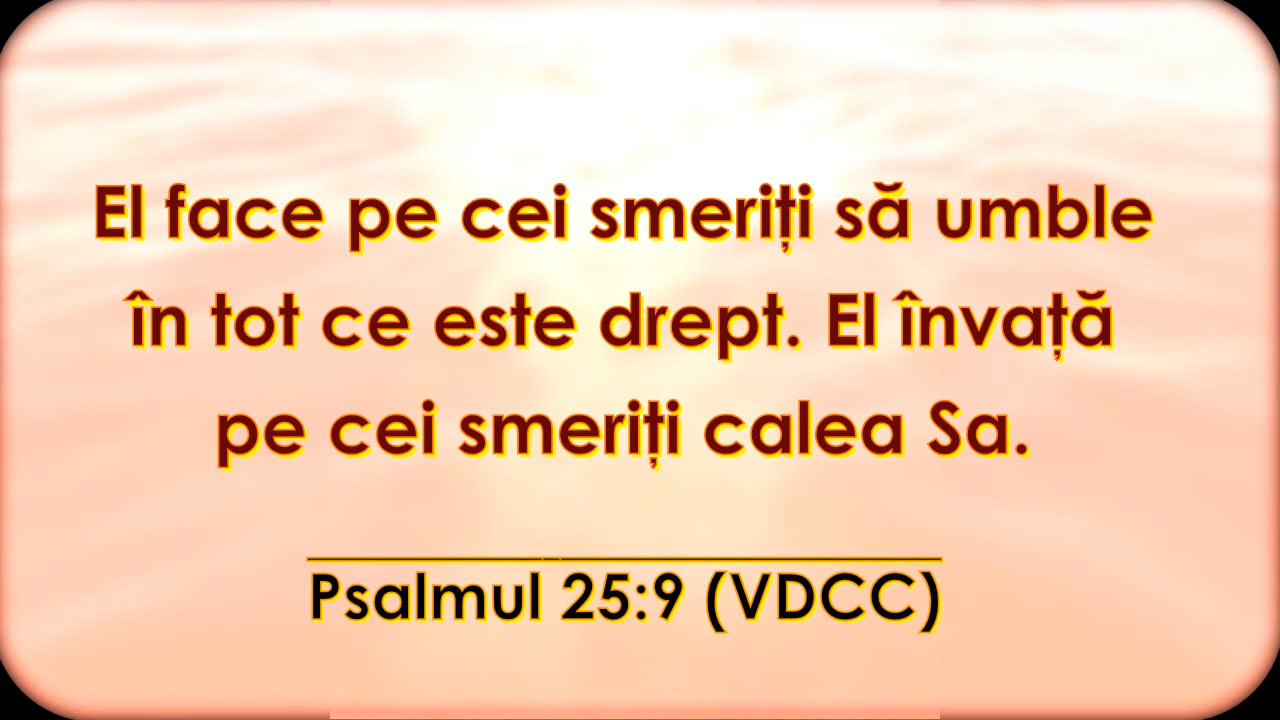 El face pe cei smeriți să umble
în tot ce este drept. El învață
pe cei smeriți calea Sa.
Psalmul 25:9 (VDCC)